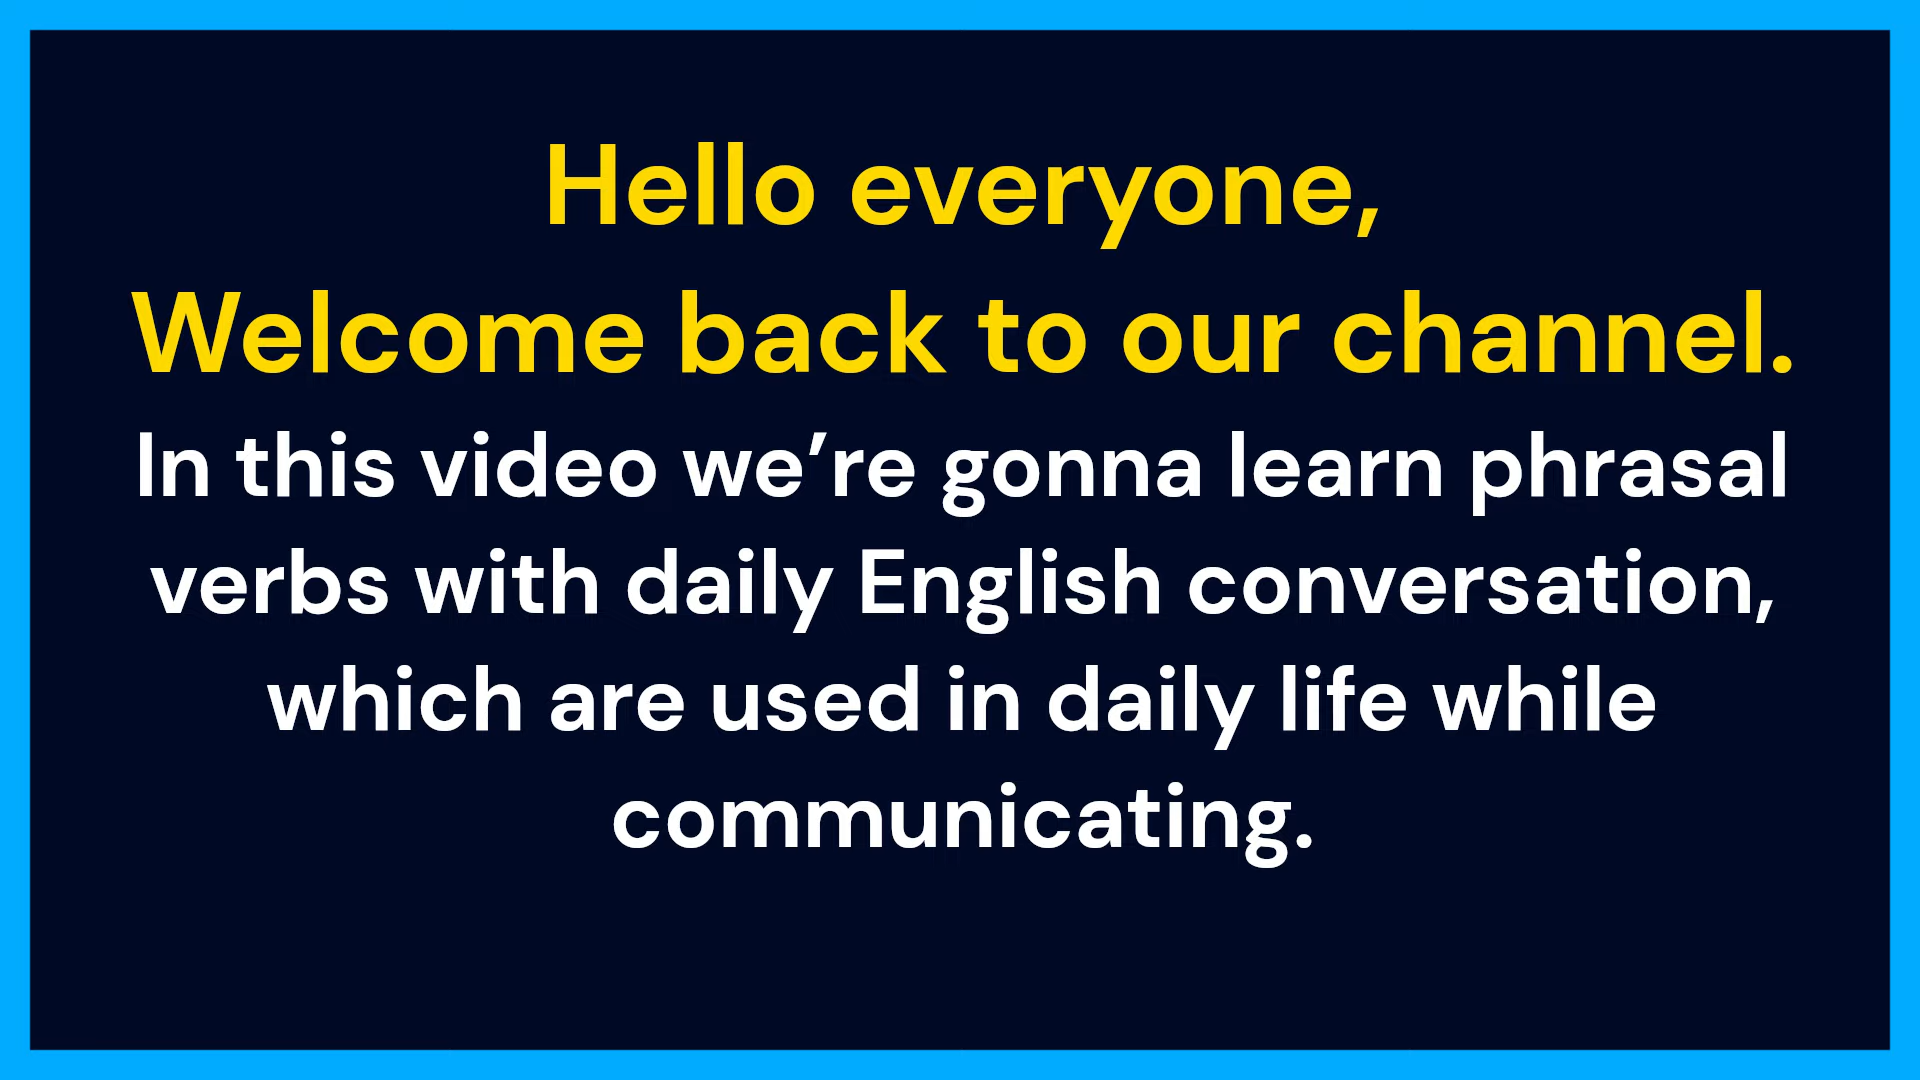 Hello everyone,
Welcome back to our channel.
In this video we’re gonna learn phrasal
verbs with daily English conversation,
which are used in daily life while
communicating.